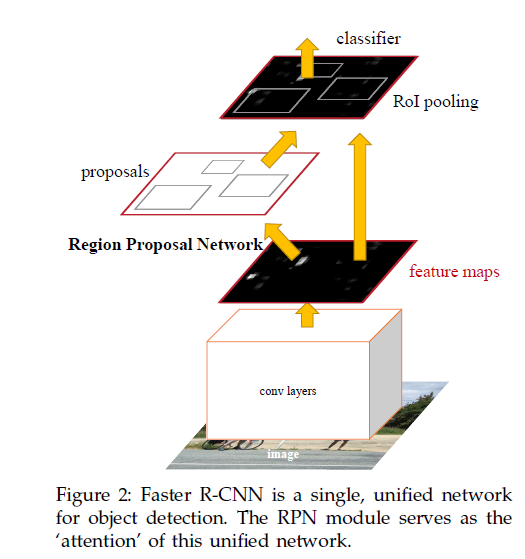 classifier
RoI pooling
proposals
Region Proposal Network
feature maps
conv layers
image
Figure 2: Faster R-CNN is a single, unified network
for object detection. The RPN module serves as the
‘attention’ of this unified network.